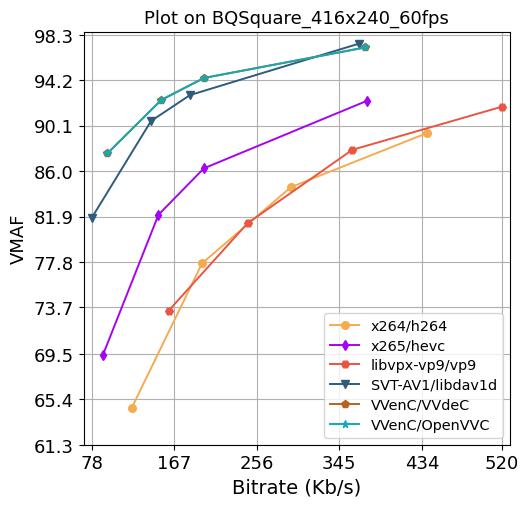 Plot on BQSquare_416x240_60fps
98.3
94.2
90.1
86.0
81.9
77.8
73.7
69.5
65.4
61.3
VMAF
x264/h264
x265/hevc
libvpx-vp9/vp9
SVT-AV1/libdav1d
VVenC/VVdeC
VVenC/OpenVVC
78 167 256 345 434 520
Bitrate (Kb/s)